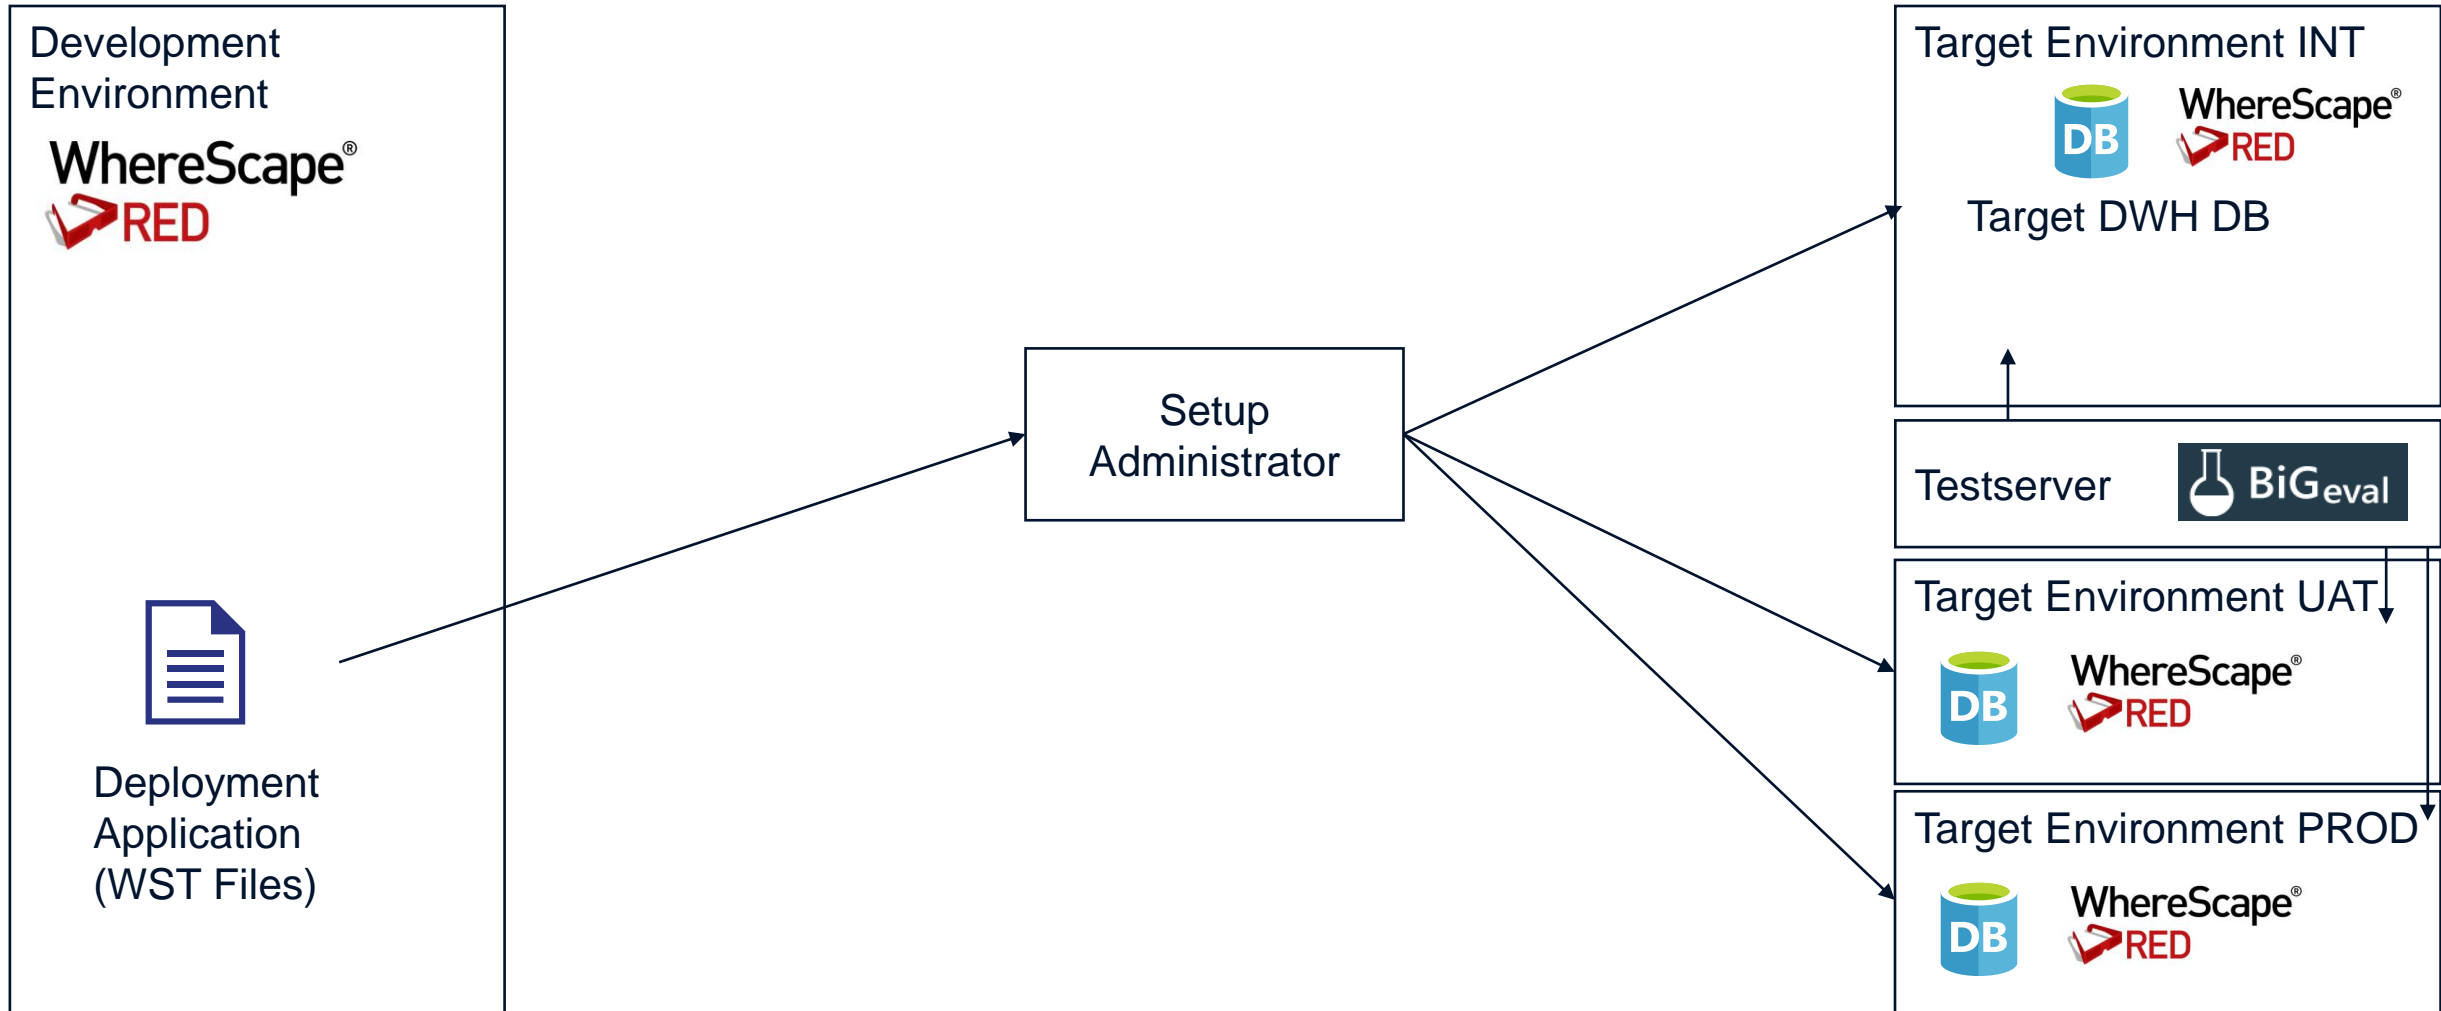 Development
Environment
WhereScape®
RED
Deployment
Application
(WST Files)
Setup
Administrator
Target Environment INT
DB
WhereScape®
RED
Target DWH DB
Testserver
BiGeval
Target Environment UAT
DB
WhereScape®
RED
Target Environment PROD
DB
WhereScape®
RED